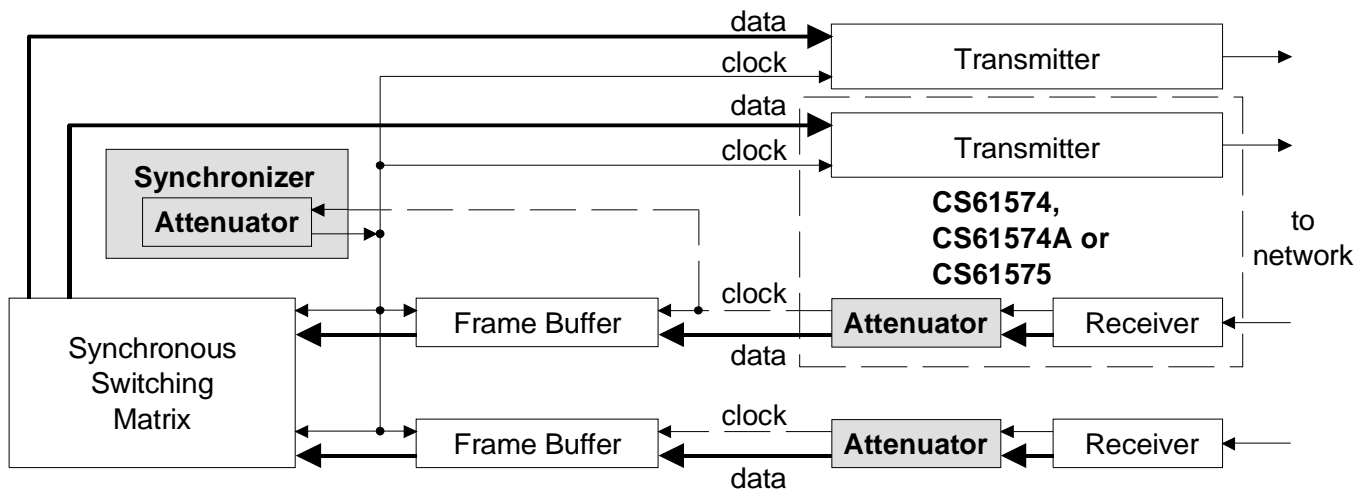 data
Transmitter
clock
data
clock
Transmitter
Synchronizer
Attenuator
CS61574,
CS61574A or
CS61575
to
network
clock
Frame Buffer
Attenuator
Receiver
data
Synchronous
Switching
Matrix
clock
Frame Buffer
Attenuator
Receiver
data